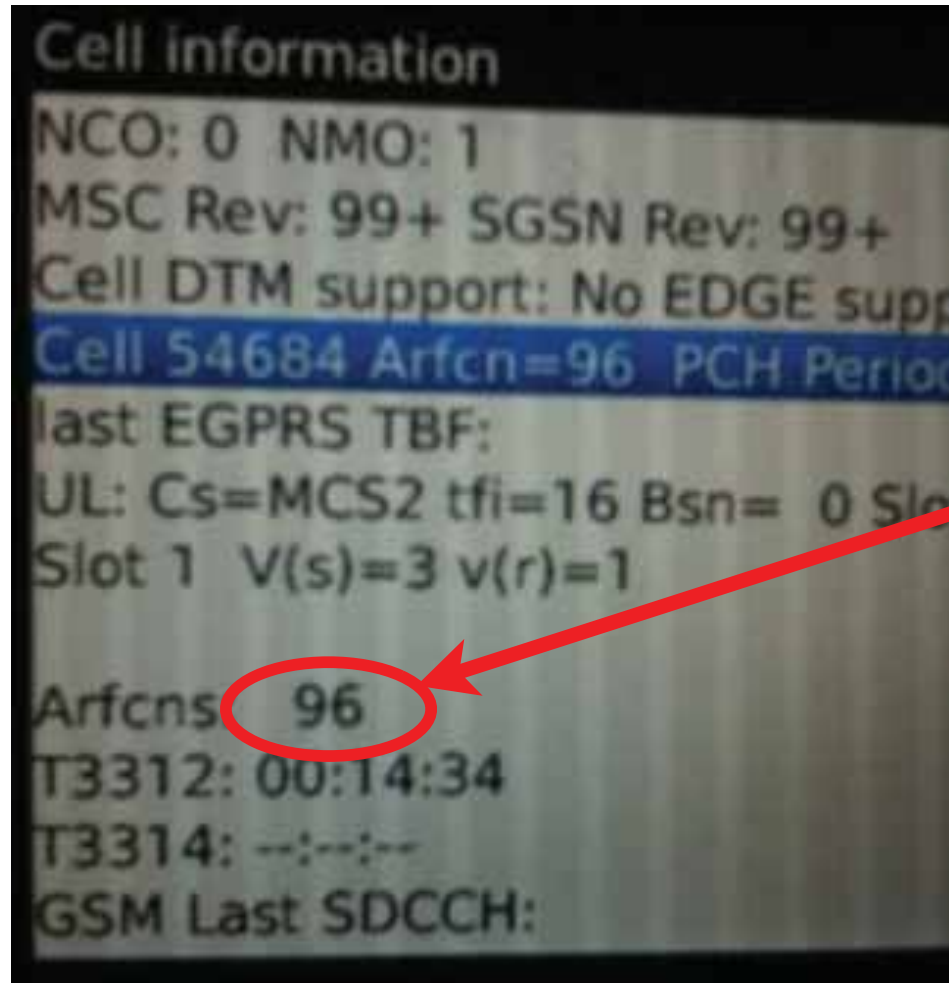 Cell information
NCO: 0 NMO: 1
MSC Rev: 99+ SGSN Rev: 99+
Cell DTM support: No EDGE supp
Cell 54684 Arfcn=96 PCH Period
last EGPRS TBF:
UL: Cs=MCS2 tfi=16 Bsn= 0 Slo
Slot 1 V(s)=3 v(r)=1
Arfcns 96
T3312: 00:14:34
T3314: --:--:--
GSM Last SDCCH: